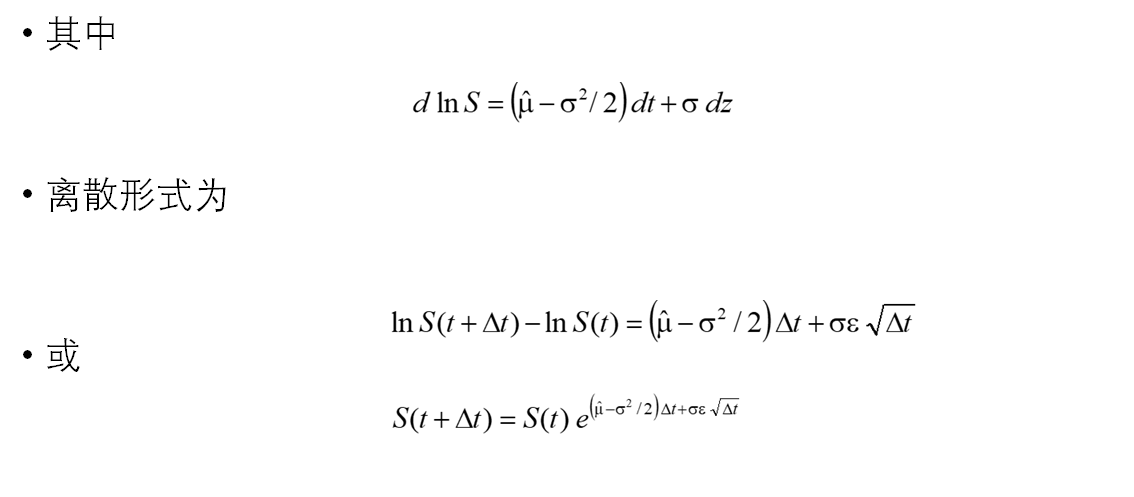 • 其中
d ln S = (μ̂ − σ²/2) dt + σ dz
• 离散形式为
ln S(t + Δt) − ln S(t) = (μ̂ − σ² / 2) Δt + σε √Δt
• 或
S(t + Δt) = S(t) e^{(μ̂−σ² /2) Δt+σε √Δt}